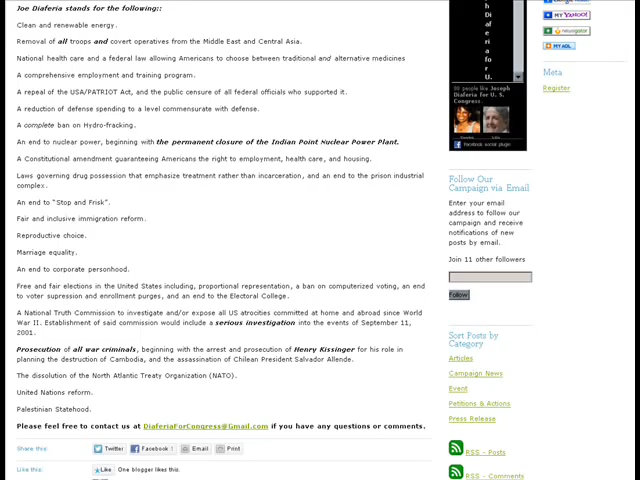 Joe Diaferia stands for the following::
Clean and renewable energy.
Removal of all troops and covert operatives from the Middle East and Central Asia.
National health care and a federal law allowing Americans to choose between traditional and alternative medicines
A comprehensive employment and training program.
A repeal of the USA/PATRIOT Act, and the public censure of all federal officials who supported it.
A reduction of defense spending to a level commensurate with defense.
A complete ban on Hydro-fracking.
An end to nuclear power, beginning with the permanent closure of the Indian Point Nuclear Power Plant.
A Constitutional amendment guaranteeing Americans the right to employment, health care, and housing.
Laws governing drug possession that emphasize treatment rather than incarceration, and an end to the prison industrial
complex.
An end to "Stop and Frisk".
Fair and inclusive immigration reform.
Reproductive choice.
Marriage equality.
An end to corporate personhood.
Free and fair elections in the United States including, proportional representation, a ban on computerized voting, an end
to voter supression and enrollment purges, and an end to the Electoral College.
A National Truth Commission to investigate and/or expose all US atrocities committed at home and abroad since World
War II. Establishment of said commission would include a serious investigation into the events of September 11,
2001.
Prosecution of all war criminals, beginning with the arrest and prosecution of Henry Kissinger for his role in
planning the destruction of Cambodia, and the assassination of Chilean President Salvador Allende.
The dissolution of the North Atlantic Treaty Organization (NATO).
United Nations reform.
Palestinian Statehood.
Please feel free to contact us at DiaferiaForCongress@Gmail.com if you have any questions or comments.
Share this:
Twitter
Facebook
Email
Print
Like this:
Like
One blogger likes this.
h
Diaferia
for
U.
people like Joseph
Diaferia for U. S.
Congress.
Facebook social plugin
Follow Our
Campaign via Email
Enter your email
address to follow our
campaign and receive
notifications of new
posts by email.
Join 11 other followers
Follow
Sort Posts by
Category
Articles
Campaign News
Event
Petitions & Actions
Press Release
RSS - Posts
RSS - Comments
MY YAHOO!
newsgator
MY AOL
Meta
Register